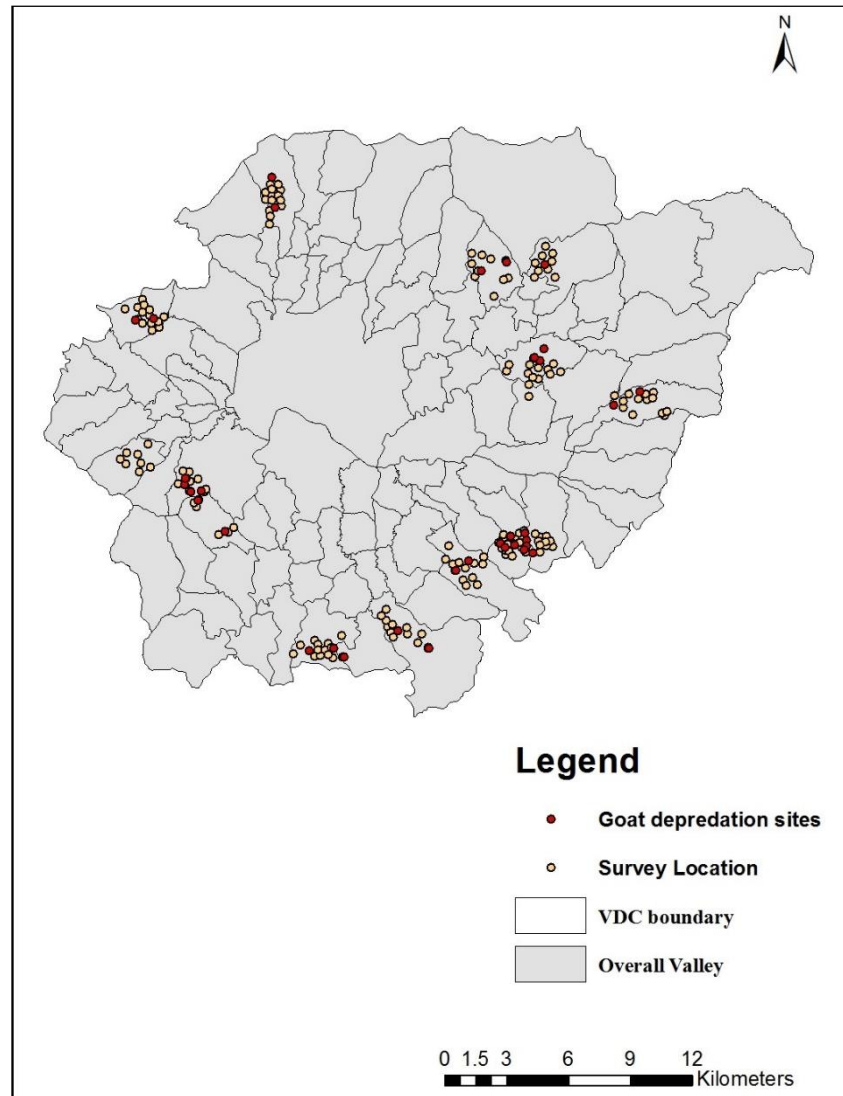 N
Legend
Goat depredation sites
Survey Location
VDC boundary
Overall Valley
0 1.5 3 6 9 12
Kilometers